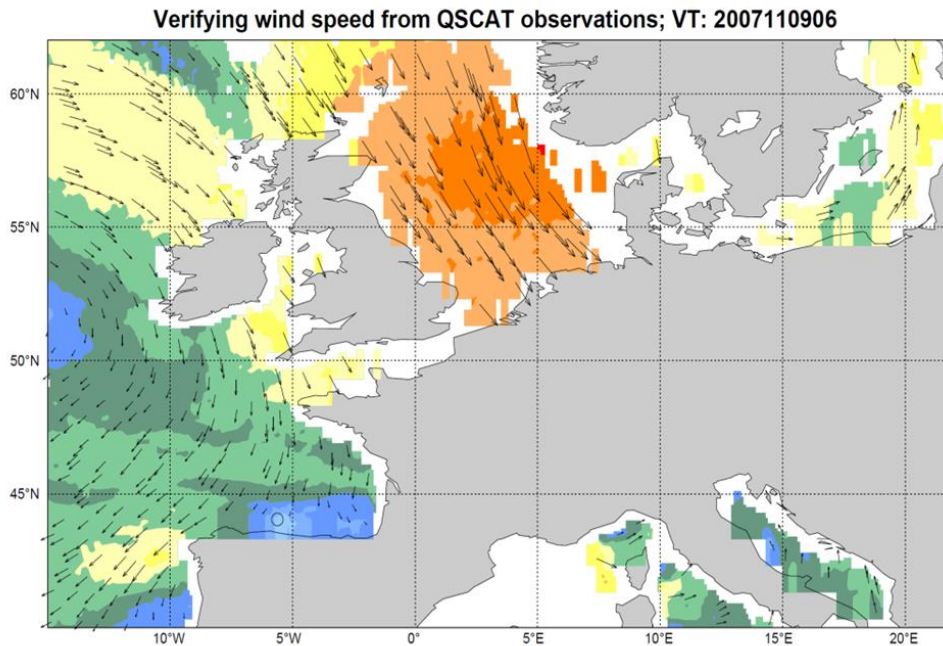 Verifying wind speed from QSCAT observations; VT: 2007110906
60°N
55°N
50°N
45°N
10°W 5°W 0° 5°E 10°E 15°E 20°E